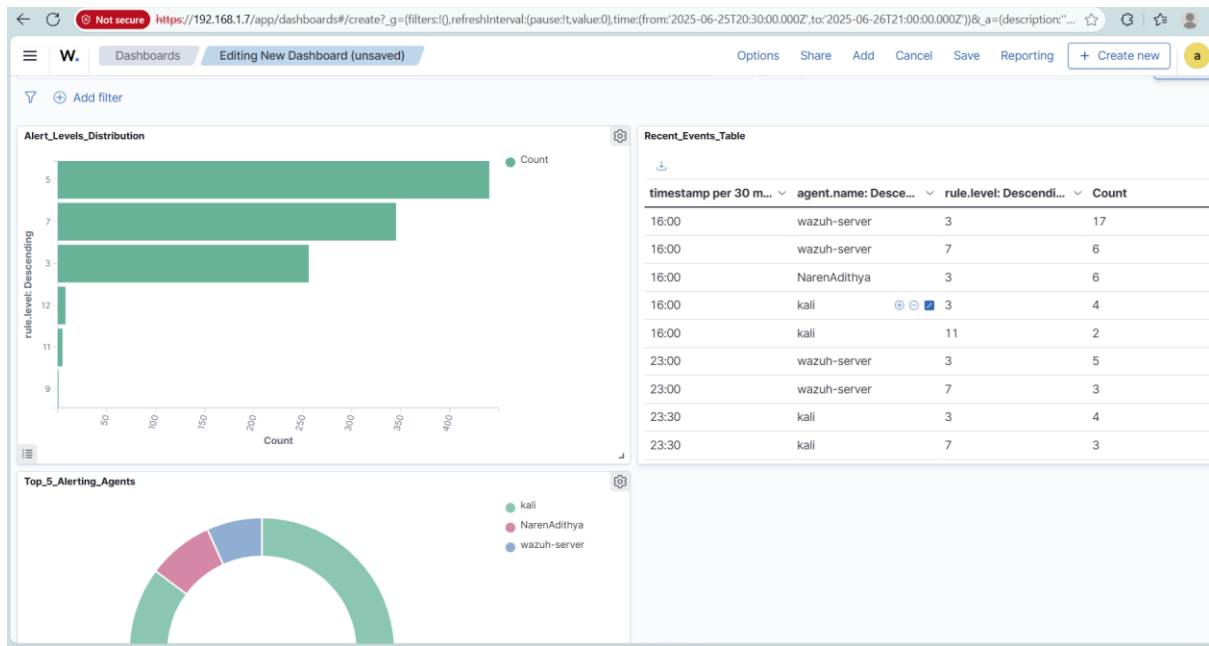 Not secure https://192.168.1.7/app/dashboards#/create?_g=(filters:!(),refreshInterval:(pause:!t,value:0),time:(from:'2025-06-25T20:30:00.000Z',to:'2025-06-26T21:00:00.000Z'))&_a=(description:''...
W. Dashboards Editing New Dashboard (unsaved) Options Share Add Cancel Save Reporting + Create new a
Add filter
Alert_Levels_Distribution
Count
5
7
3
12
11
9
rule.level: Descending
50 100 150 200 250 300 350 400
Count
Recent_Events_Table
timestamp per 30 m... agent.name: Desce... rule.level: Descendi... Count
16:00 wazuh-server 3 17
16:00 wazuh-server 7 6
16:00 NarenAdithya 3 6
16:00 kali 3 4
16:00 kali 11 2
23:00 wazuh-server 3 5
23:00 wazuh-server 7 3
23:30 kali 3 4
23:30 kali 7 3
Top_5_Alerting_Agents
kali
NarenAdithya
wazuh-server